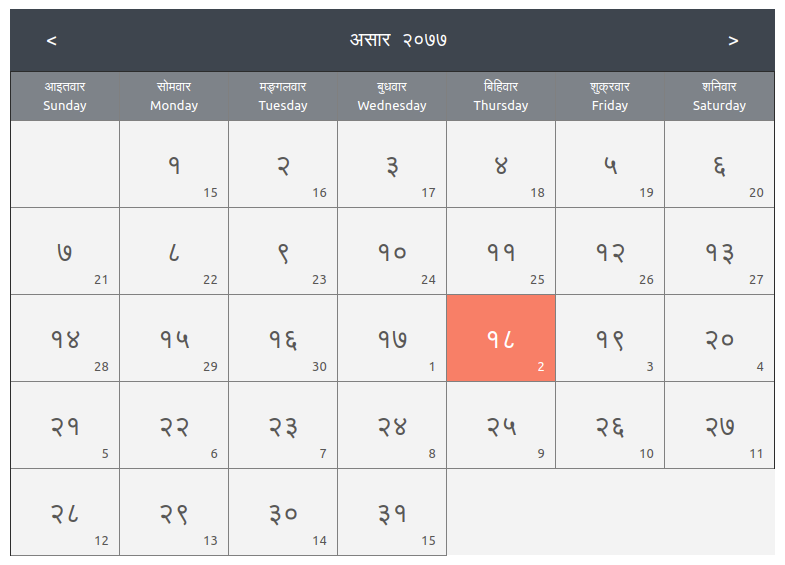 < असार २०७७ >
आइतवार सोमवार मङ्गलवार बुधवार बिहिवार शुक्रवार शनिवार
Sunday Monday Tuesday Wednesday Thursday Friday Saturday
१ २ ३ ४ ५ ६
15 16 17 18 19 20
७ ८ ९ १० ११ १२ १३
21 22 23 24 25 26 27
१४ १५ १६ १७ १८ १९ २०
28 29 30 1 2 3 4
२१ २२ २३ २४ २५ २६ २७
5 6 7 8 9 10 11
२८ २९ ३० ३१
12 13 14 15